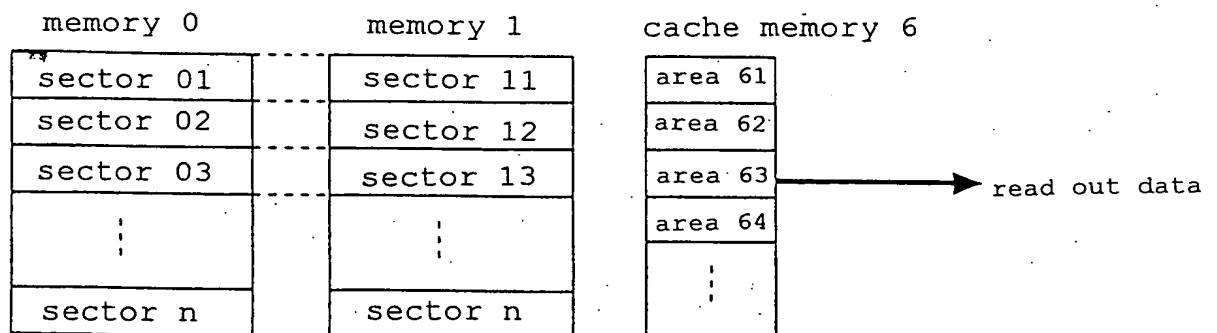 memory 0 memory 1 cache memory 6
sector 01 sector 11 area 61
sector 02 sector 12 area 62
sector 03 sector 13 area 63 read out data
area 64
sector n sector n